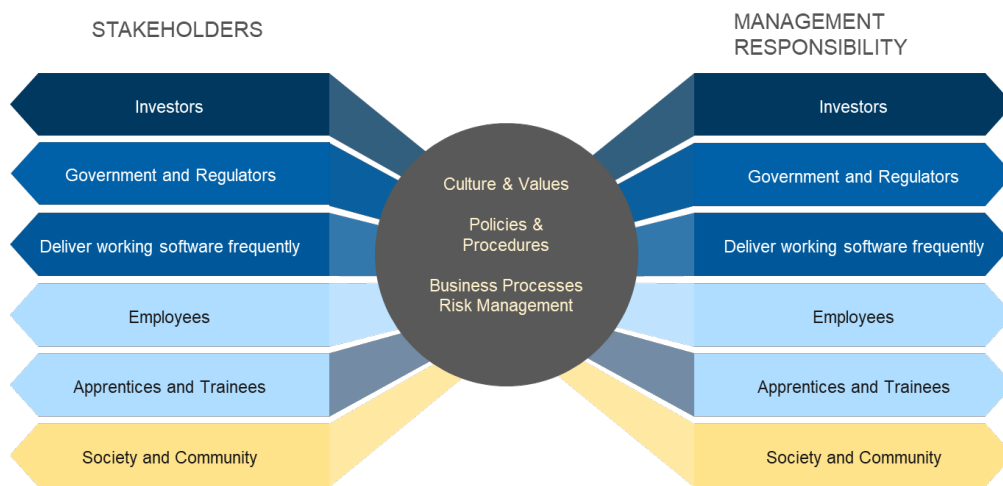 STAKEHOLDERS
MANAGEMENT
RESPONSIBILITY
Investors
Government and Regulators
Deliver working software frequently
Employees
Apprentices and Trainees
Society and Community
Culture & Values
Policies &
Procedures
Business Processes
Risk Management
Investors
Government and Regulators
Deliver working software frequently
Employees
Apprentices and Trainees
Society and Community